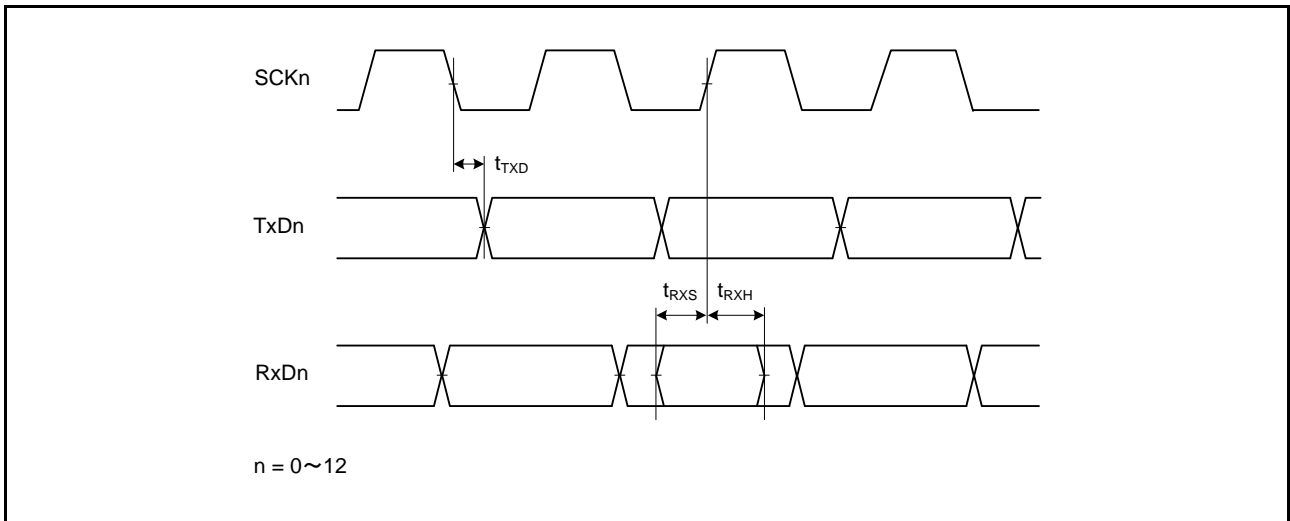 SCKn
tTXD
TxDn
tRXS tRXH
RxDn
n = 0～12